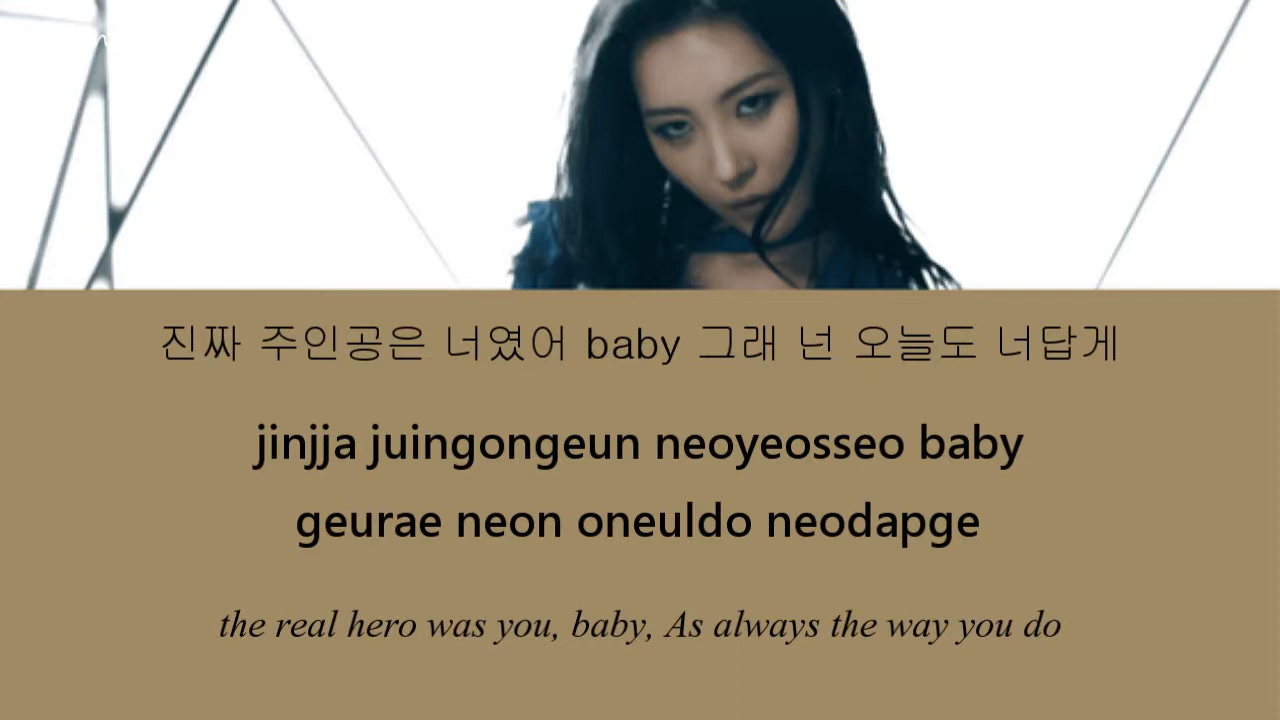 진짜 주인공은 너였어 baby 그래 넌 오늘도 너답게
jinjja juingongeun neoyeosseo baby
geurae neon oneuldo neodapge
the real hero was you, baby, As always the way you do